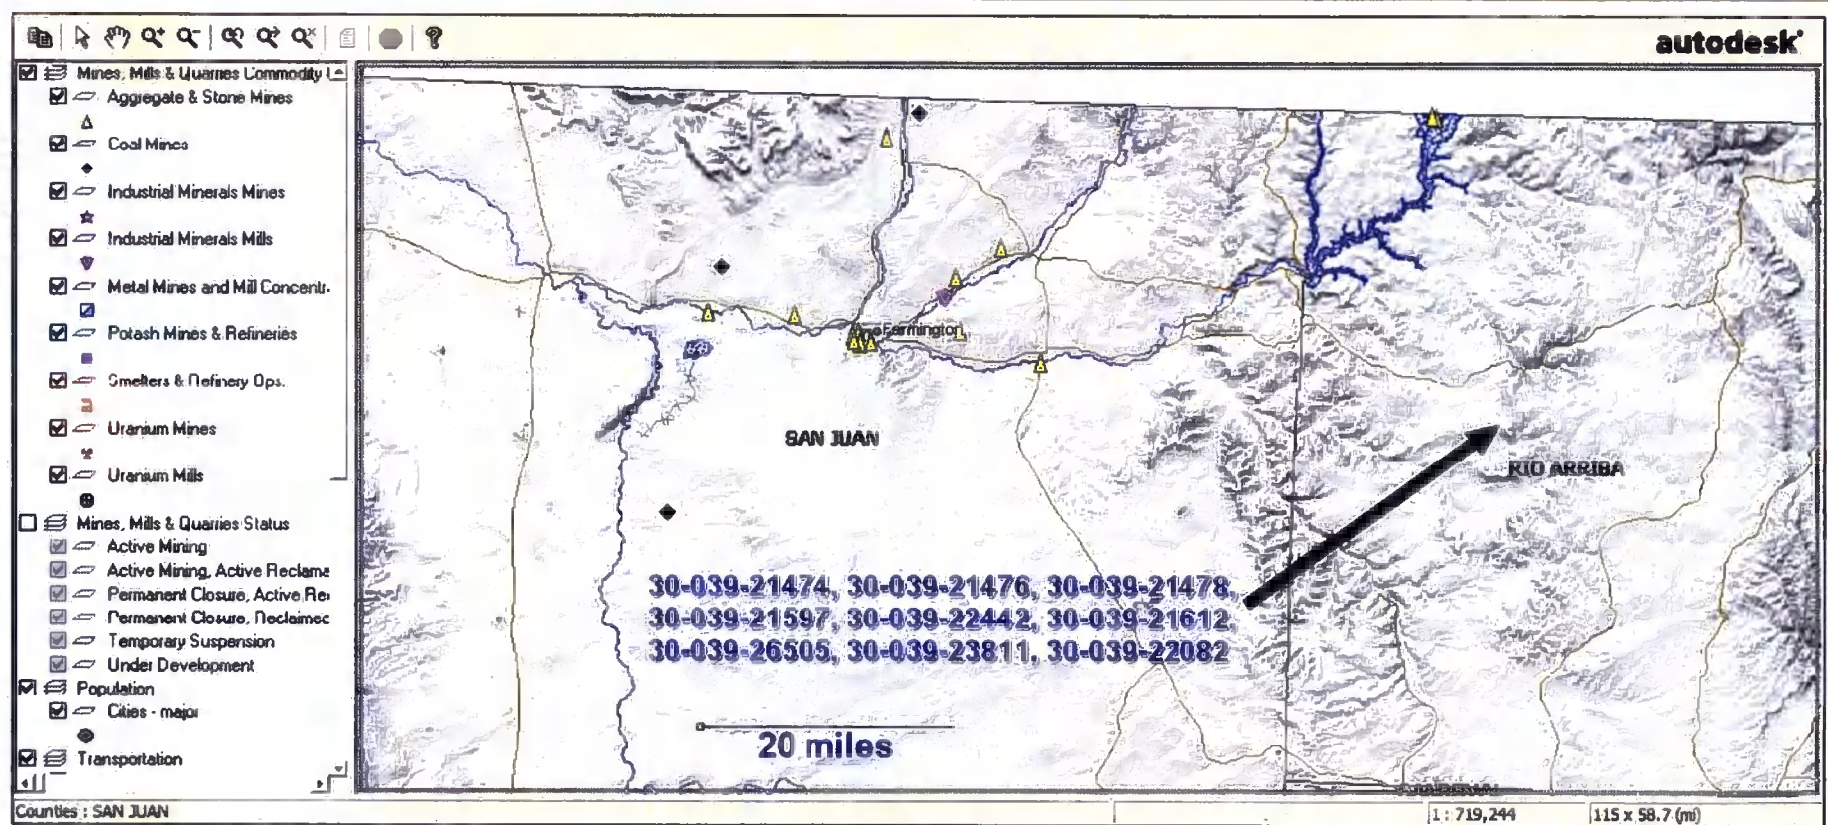 autodesk
Mines, Mills & Quarries Commodity
Aggregate & Stone Mines
Coal Mines
Industrial Minerals Mines
Industrial Minerals Mills
Metal Mines and Mill Concentr
Potash Mines & Refineries
Smelters & Refinery Ops.
Uranium Mines
Uranium Mills
Mines, Mills & Quarries Status
Active Mining
Active Mining, Active Reclama
Permanent Closure, Active Re
Permanent Closure, Reclaimed
Temporary Suspension
Under Development
Population
Cities - major
Transportation
Farmington
SAN JUAN
RIO ARRIBA
30-039-21474, 30-039-21476, 30-039-21478,
30-039-21597, 30-039-22442, 30-039-21612,
30-039-26505, 30-039-23811, 30-039-22082
20 miles
Counties : SAN JUAN
1 : 719,244
115 x 58.7 (mi)